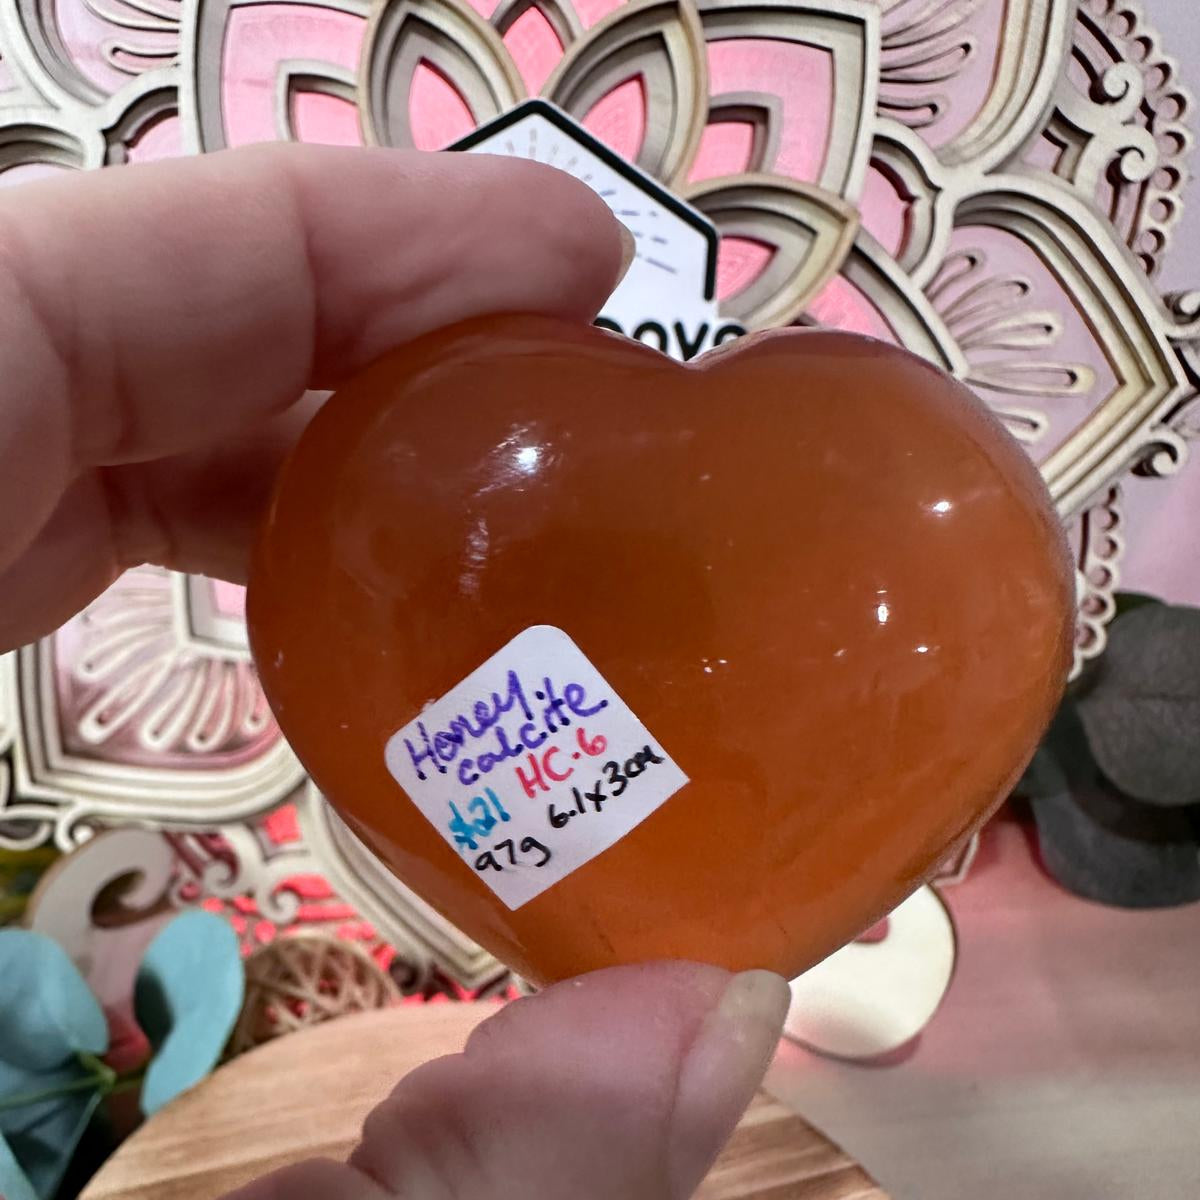 Honey
calcite
HC.6
$21
97g 6.1x3cm